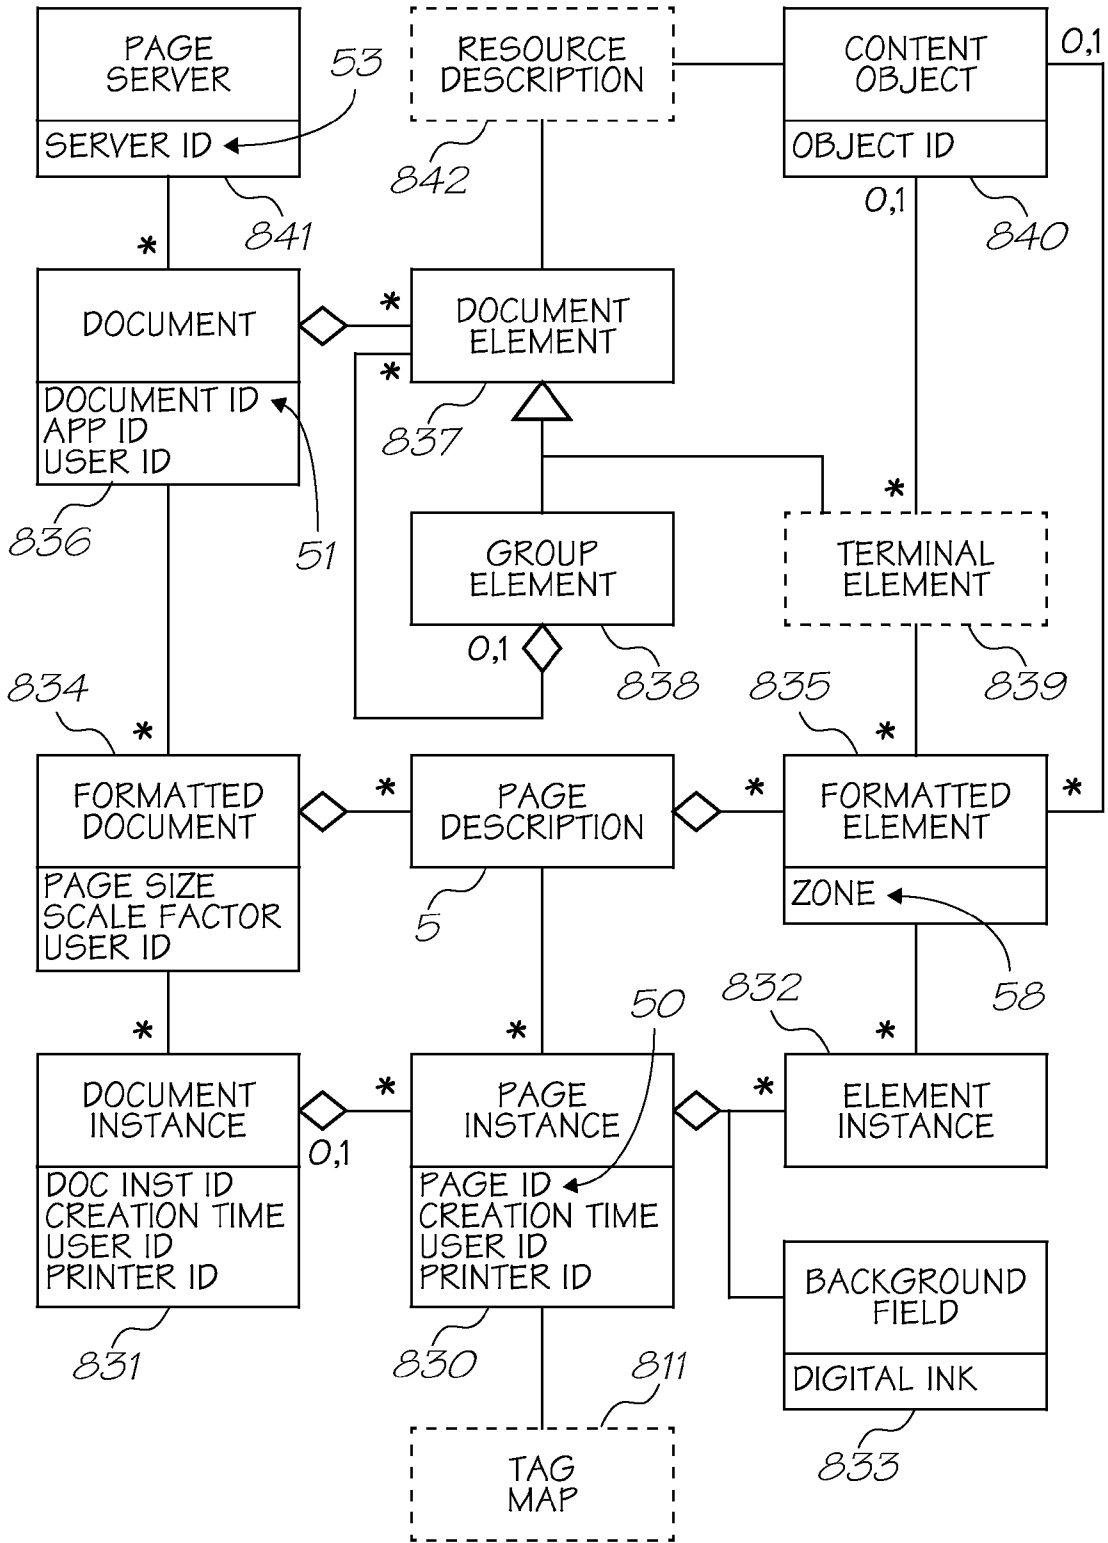 PAGE
SERVER
53
SERVER ID
841
RESOURCE
DESCRIPTION
842
CONTENT
OBJECT
0,1
OBJECT ID
0,1
840
*
DOCUMENT
*
DOCUMENT
ELEMENT
*
837
DOCUMENT ID
APP ID
USER ID
836
51
GROUP
ELEMENT
0,1
838
*
TERMINAL
ELEMENT
839
834
*
FORMATTED
DOCUMENT
*
PAGE SIZE
SCALE FACTOR
USER ID
PAGE
DESCRIPTION
*
5
835
*
FORMATTED
ELEMENT
*
ZONE
58
*
DOCUMENT
INSTANCE
*
0,1
DOC INST ID
CREATION TIME
USER ID
PRINTER ID
831
*
50
PAGE
INSTANCE
*
PAGE ID
CREATION TIME
USER ID
PRINTER ID
830
832
*
ELEMENT
INSTANCE
BACKGROUND
FIELD
DIGITAL INK
833
811
TAG
MAP